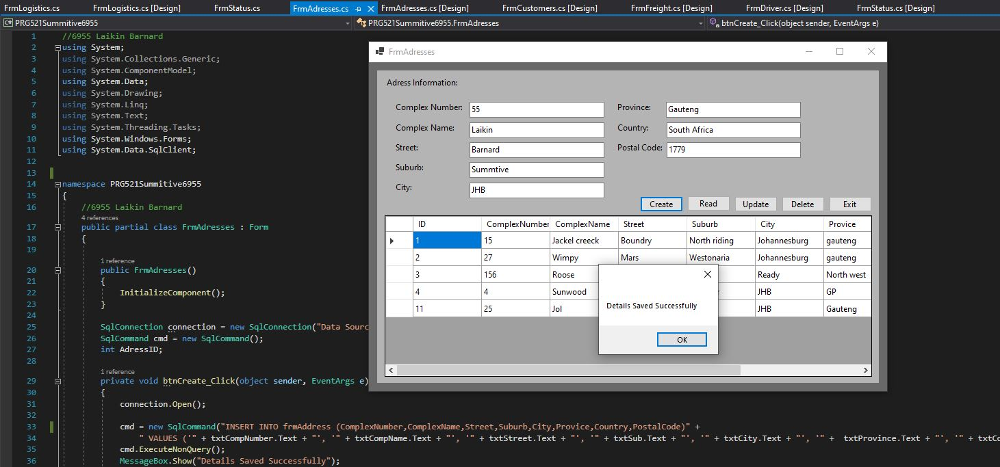 FrmLogistics.cs FrmLogistics.cs [Design] FrmStatus.cs FrmAdresses.cs FrmAdresses.cs [Design] FrmCustomers.cs [Design] FrmFreight.cs [Design] FrmDriver.cs [Design] FrmStatus.cs [Design]
C# PRG521Summitive6955 PRG521Summitive6955.FrmAdresses btnCreate_Click(object sender, EventArgs e)
1 //6955 Laikin Barnard
2 using System;
3 using System.Collections.Generic;
4 using System.ComponentModel;
5 using System.Data;
6 using System.Drawing;
7 using System.Linq;
8 using System.Text;
9 using System.Threading.Tasks;
10 using System.Windows.Forms;
11 using System.Data.SqlClient;
12
13
14 namespace PRG521Summitive6955
15 {
16 //6955 Laikin Barnard
4 references
17 public partial class FrmAdresses : Form
18 {
19
1 reference
20 public FrmAdresses()
21 {
22 InitializeComponent();
23 }
24
25 SqlConnection connection = new SqlConnection("Data Sourc
26 SqlCommand cmd = new SqlCommand();
27 int AdressID;
28
1 reference
29 private void btnCreate_Click(object sender, EventArgs e)
30 {
31 connection.Open();
32
33 cmd = new SqlCommand("INSERT INTO frmAddress (ComplexNumber,ComplexName,Street,Suburb,City,Provice,Country,PostalCode)" +
34 " VALUES ('" + txtCompNumber.Text + "', '" + txtCompName.Text + "', '" + txtStreet.Text + "', '" + txtSub.Text + "', '" + txtCity.Text + "', '" + txtProvince.Text + "', '" + txtCo
35 cmd.ExecuteNonQuery();
36 MessageBox.Show("Details Saved Successfully");
FrmAdresses
Adress Information:
Complex Number: 55 Province: Gauteng
Complex Name: Laikin Country: South Africa
Street: Barnard Postal Code: 1779
Suburb: Summtive
City: JHB
Create Read Update Delete Exit
ID ComplexNumber ComplexName Street Suburb City Provice
1 15 Jackel creeck Boundry North riding Johannesburg gauteng
2 27 Wimpy Mars Westonaria Johannesburg gauteng
3 156 Roose Ready North west
4 4 Sunwood JHB GP
11 25 Jol JHB Gauteng
Details Saved Successfully
OK